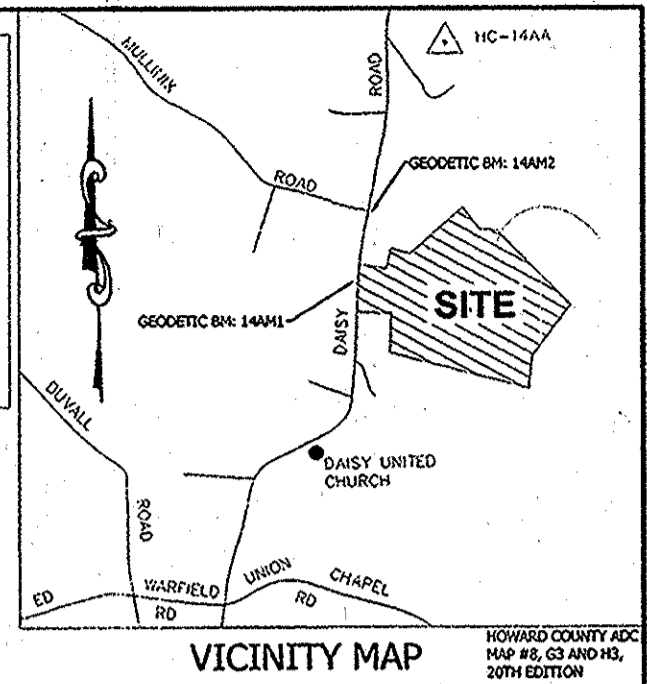 HC-14AA
MULLINIX
ROAD
ROAD
GEODETIC BM: 14AM2
SITE
GEODETIC BM: 14AM1
DAISY
DUVALL
ROAD
DAISY UNITED
CHURCH
ED WARFIELD
RD
UNION CHAPEL
RD
VICINITY MAP
HOWARD COUNTY ADC
MAP #8, G3 AND H3,
20TH EDITION